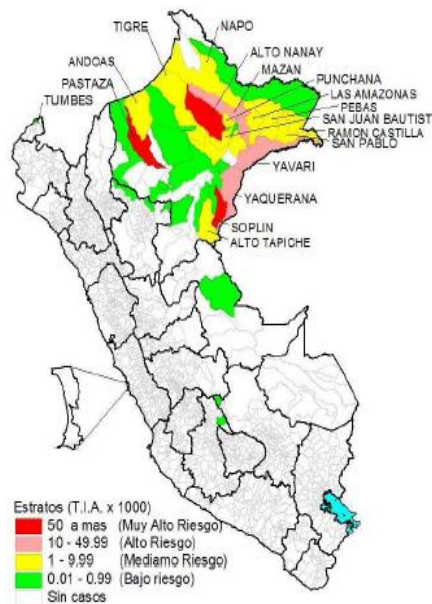 TIGRE
NAPO
ALTO NANAY
ANDOAS
MAZAN
PASTAZA
PUNCHANA
TUMBES
LAS AMAZONAS
PEBAS
SAN JUAN BAUTIST
RAMON CASTILLA
SAN PABLO
YAVARI
YAQUERANA
SOPLIN
ALTO TAPICHE
Estratos (T.I.A. x 1000)
50 a mas (Muy Alto Riesgo)
10 - 49.99 (Alto Riesgo)
1 - 9.99 (Mediamo Riesgo)
0.01 - 0.99 (Bajo riesgo)
Sin casos